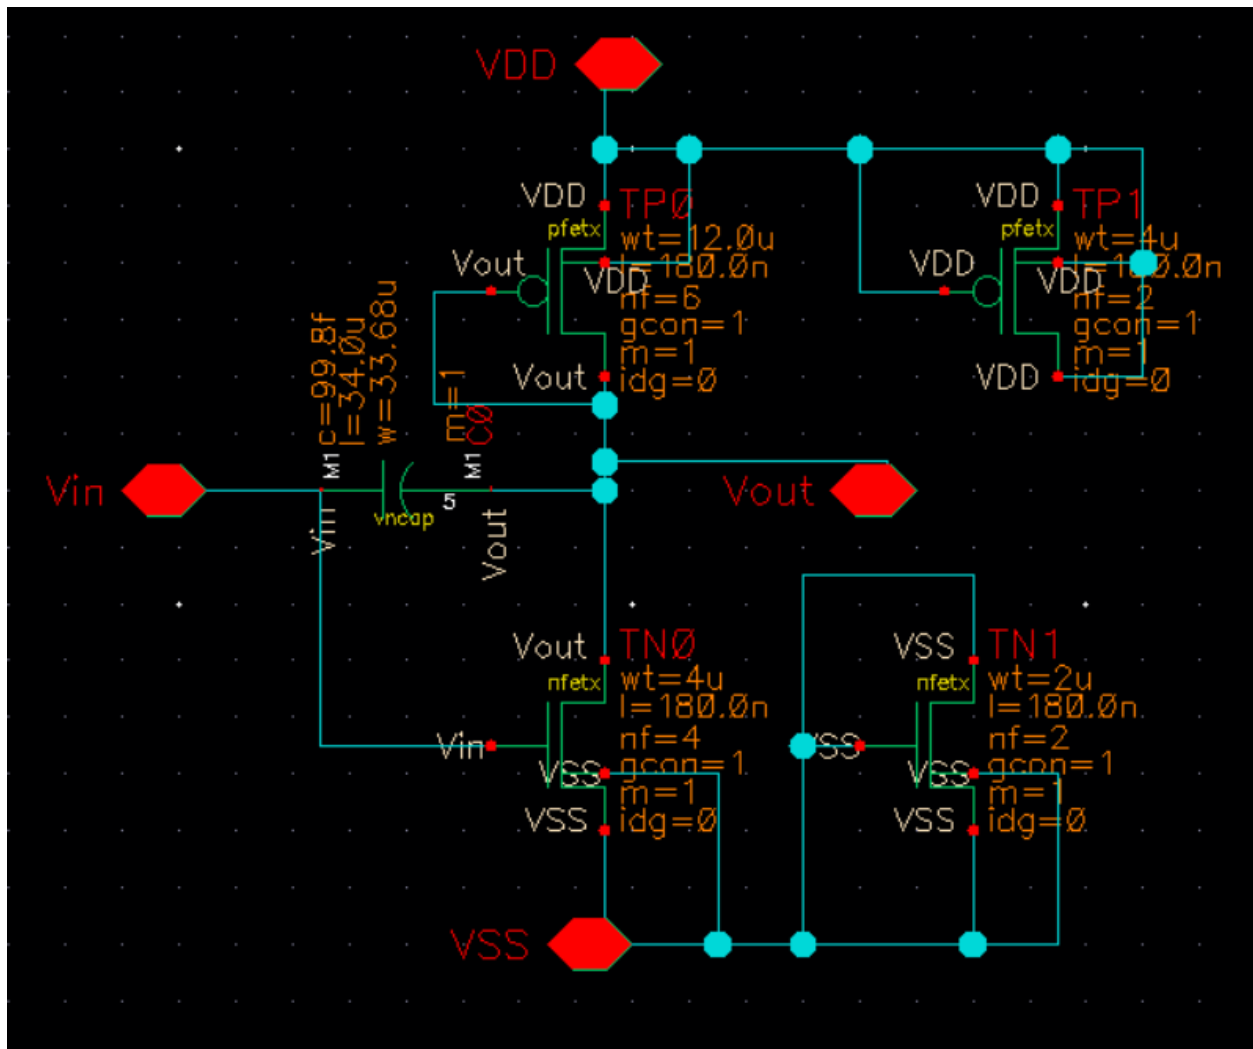 VDD
VDD
TP0
pfetx
wt=12.0u
l=180.0n
Vout
VDD
nf=6
gcon=1
m=1
Vout
idg=0
VDD
TP1
pfetx
wt=4u
l=180.0n
VDD
VDD
nf=2
gcon=1
m=1
VDD
idg=0
c=99.8f
l=34.0u
w=33.68u
m=1
C0
M1
M1
Vin
5
vncap
Vin
Vout
Vout
Vout
TN0
nfetx
wt=4u
l=180.0n
Vin
nf=4
VSS
gcon=1
m=1
VSS
idg=0
VSS
TN1
nfetx
wt=2u
l=180.0n
VSS
nf=2
VSS
gcon=1
m=1
VSS
idg=0
VSS